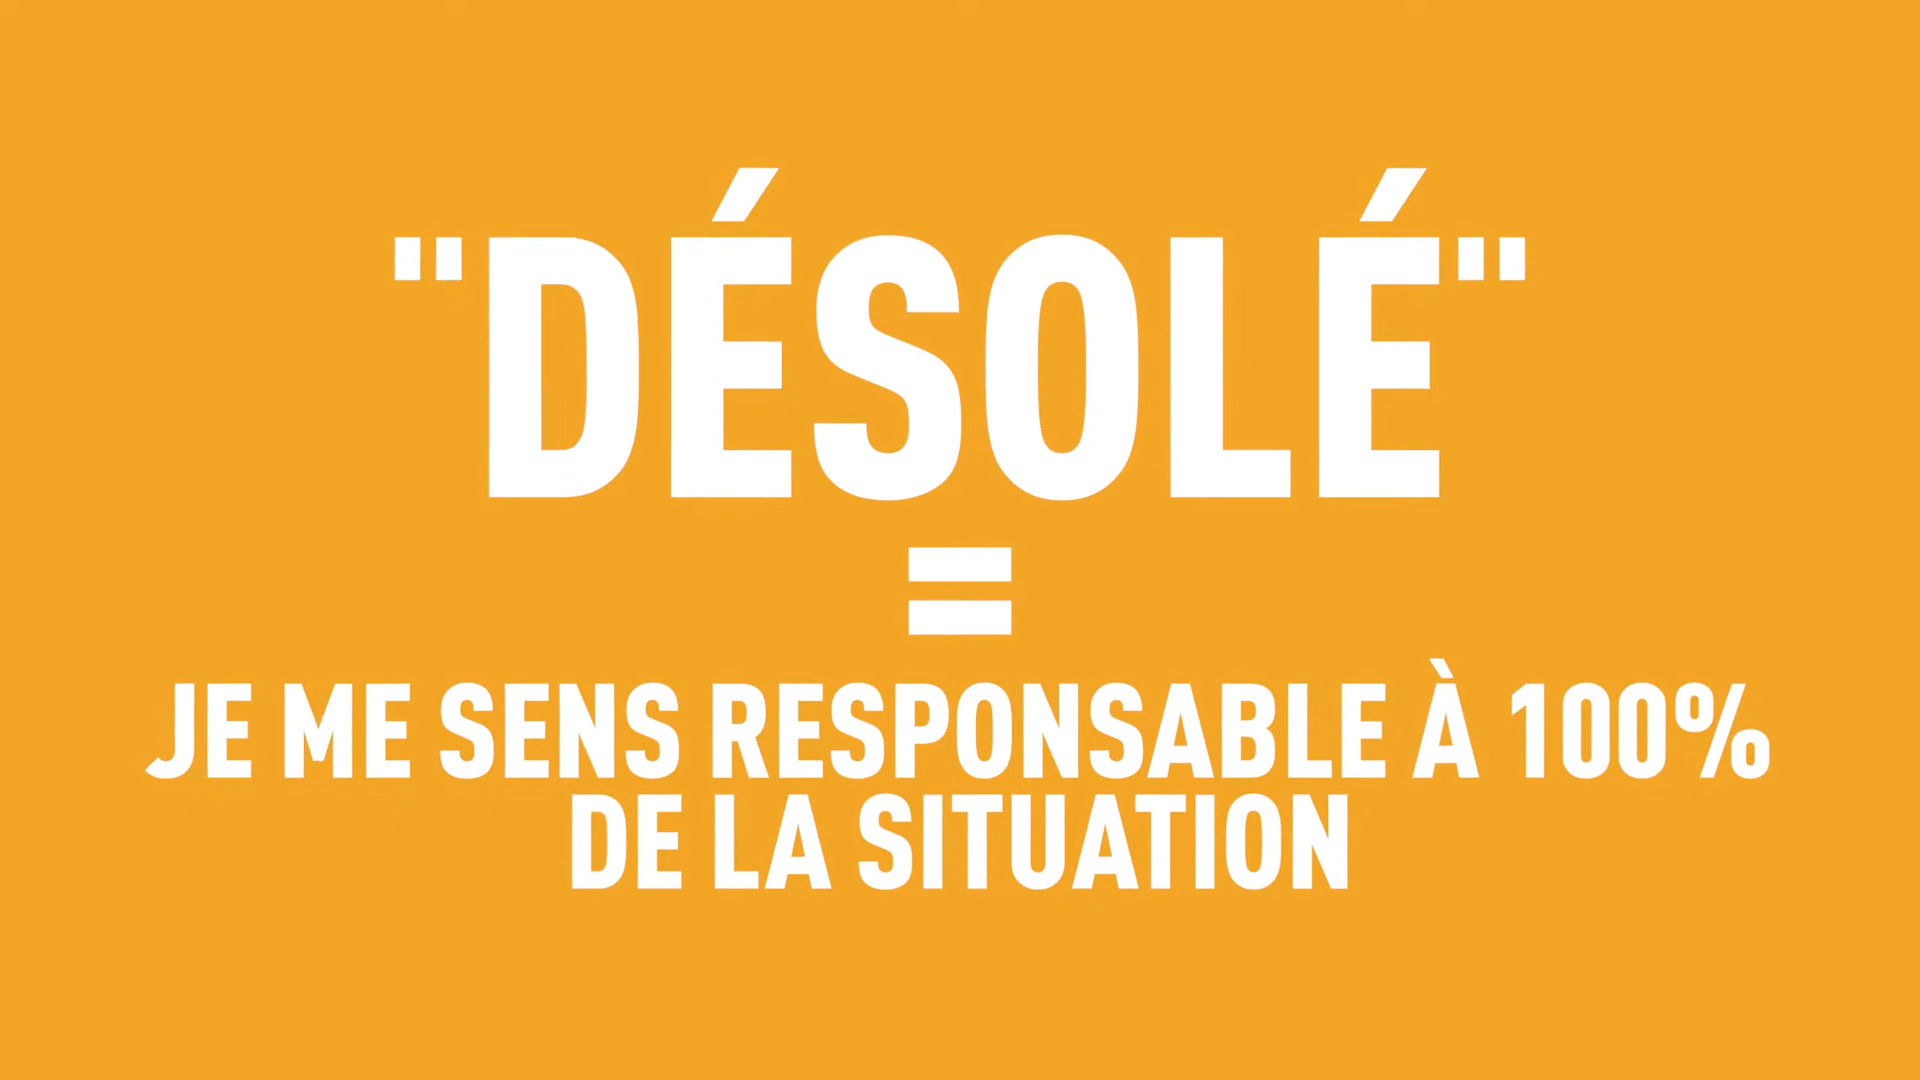 "DÉSOLÉ"
=
JE ME SENS RESPONSABLE À 100%
DE LA SITUATION